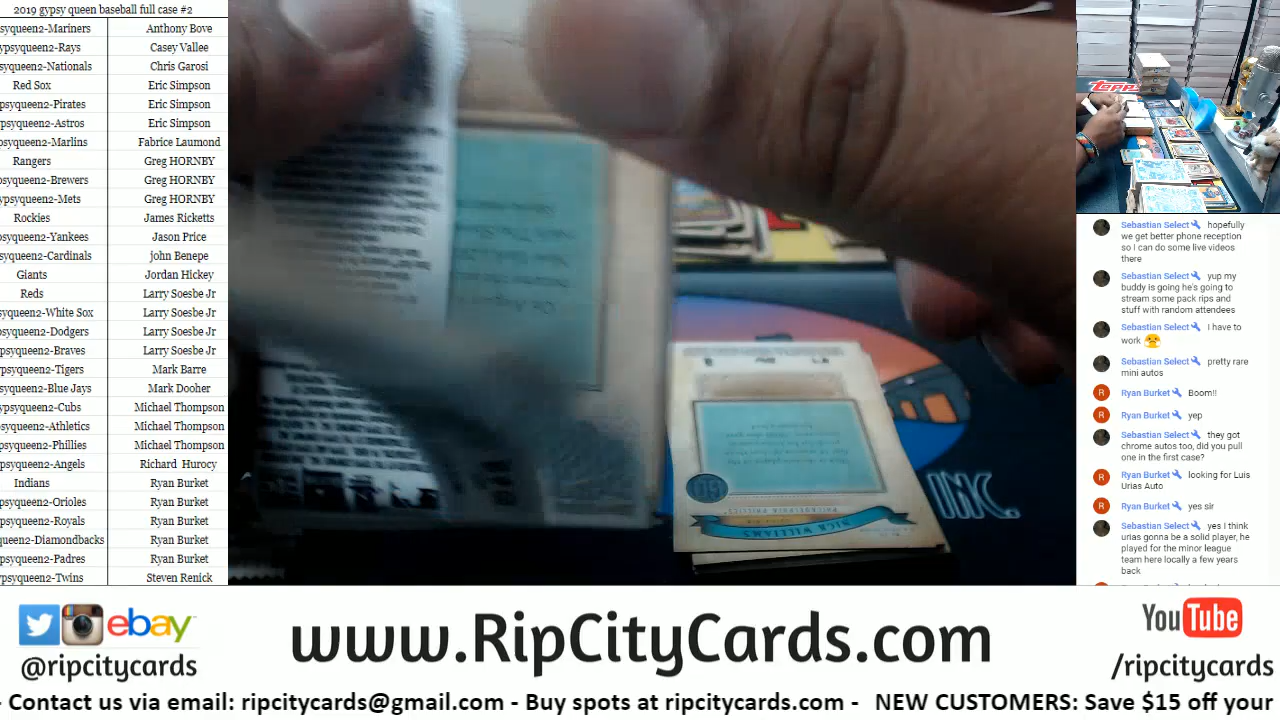 2019 gypsy queen baseball full case #2
psyqueen2-Mariners Anthony Bove
ypsyqueen2-Rays Casey Vallee
psyqueen2-Nationals Chris Garosi
Red Sox Eric Simpson
ypsyqueen2-Pirates Eric Simpson
psyqueen2-Astros Eric Simpson
psyqueen2-Marlins Fabrice Laumond
Rangers Greg HORNBY
psyqueen2-Brewers Greg HORNBY
ypsyqueen2-Mets Greg HORNBY
Rockies James Ricketts
psyqueen2-Yankees Jason Price
psyqueen2-Cardinals john Benepe
Giants Jordan Hickey
Reds Larry Soesbe Jr
syqueen2-White Sox Larry Soesbe Jr
psyqueen2-Dodgers Larry Soesbe Jr
psyqueen2-Braves Larry Soesbe Jr
ypsyqueen2-Tigers Mark Barre
psyqueen2-Blue Jays Mark Dooher
ypsyqueen2-Cubs Michael Thompson
psyqueen2-Athletics Michael Thompson
psyqueen2-Phillies Michael Thompson
psyqueen2-Angels Richard Hurocy
Indians Ryan Burket
psyqueen2-Orioles Ryan Burket
psyqueen2-Royals Ryan Burket
queen2-Diamondbacks Ryan Burket
psyqueen2-Padres Ryan Burket
ypsyqueen2-Twins Steven Renick
topps
NICK WILLIAMS
PHILADELPHIA PHILLIES
INC.
Sebastian Select hopefully
we get better phone reception
so I can do some live videos
there
Sebastian Select yup my
buddy is going he's going to
stream some pack rips and
stuff with random attendees
Sebastian Select I have to
work
Sebastian Select pretty rare
mini autos
R Ryan Burket Boom!!
R Ryan Burket yep
Sebastian Select they got
chrome autos too, did you pull
one in the first case?
R Ryan Burket looking for Luis
Urias Auto
R Ryan Burket yes sir
Sebastian Select yes I think
urias gonna be a solid player, he
played for the minor league
team here locally a few years
back
ebay
@ripcitycards
www.RipCityCards.com
YouTube
/ripcitycards
- Contact us via email: ripcitycards@gmail.com - Buy spots at ripcitycards.com - NEW CUSTOMERS: Save $15 off your